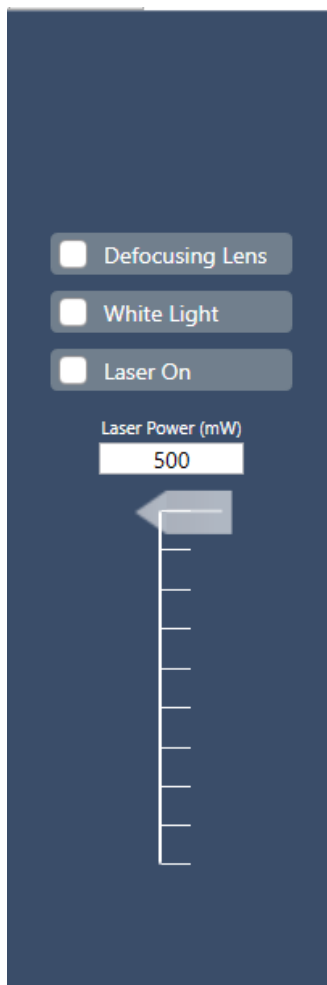 Defocusing Lens
White Light
Laser On
Laser Power (mW)
500